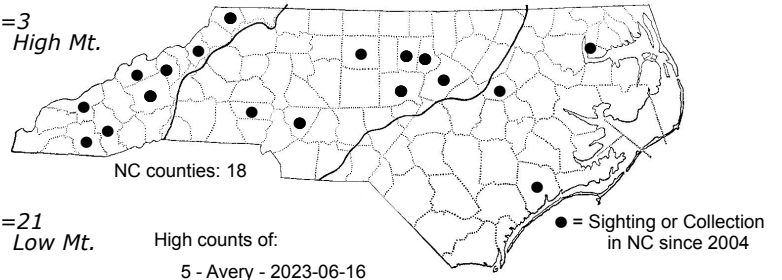 =3
High Mt.
NC counties: 18
=21
Low Mt.
High counts of:
5 - Avery - 2023-06-16
● = Sighting or Collection
in NC since 2004